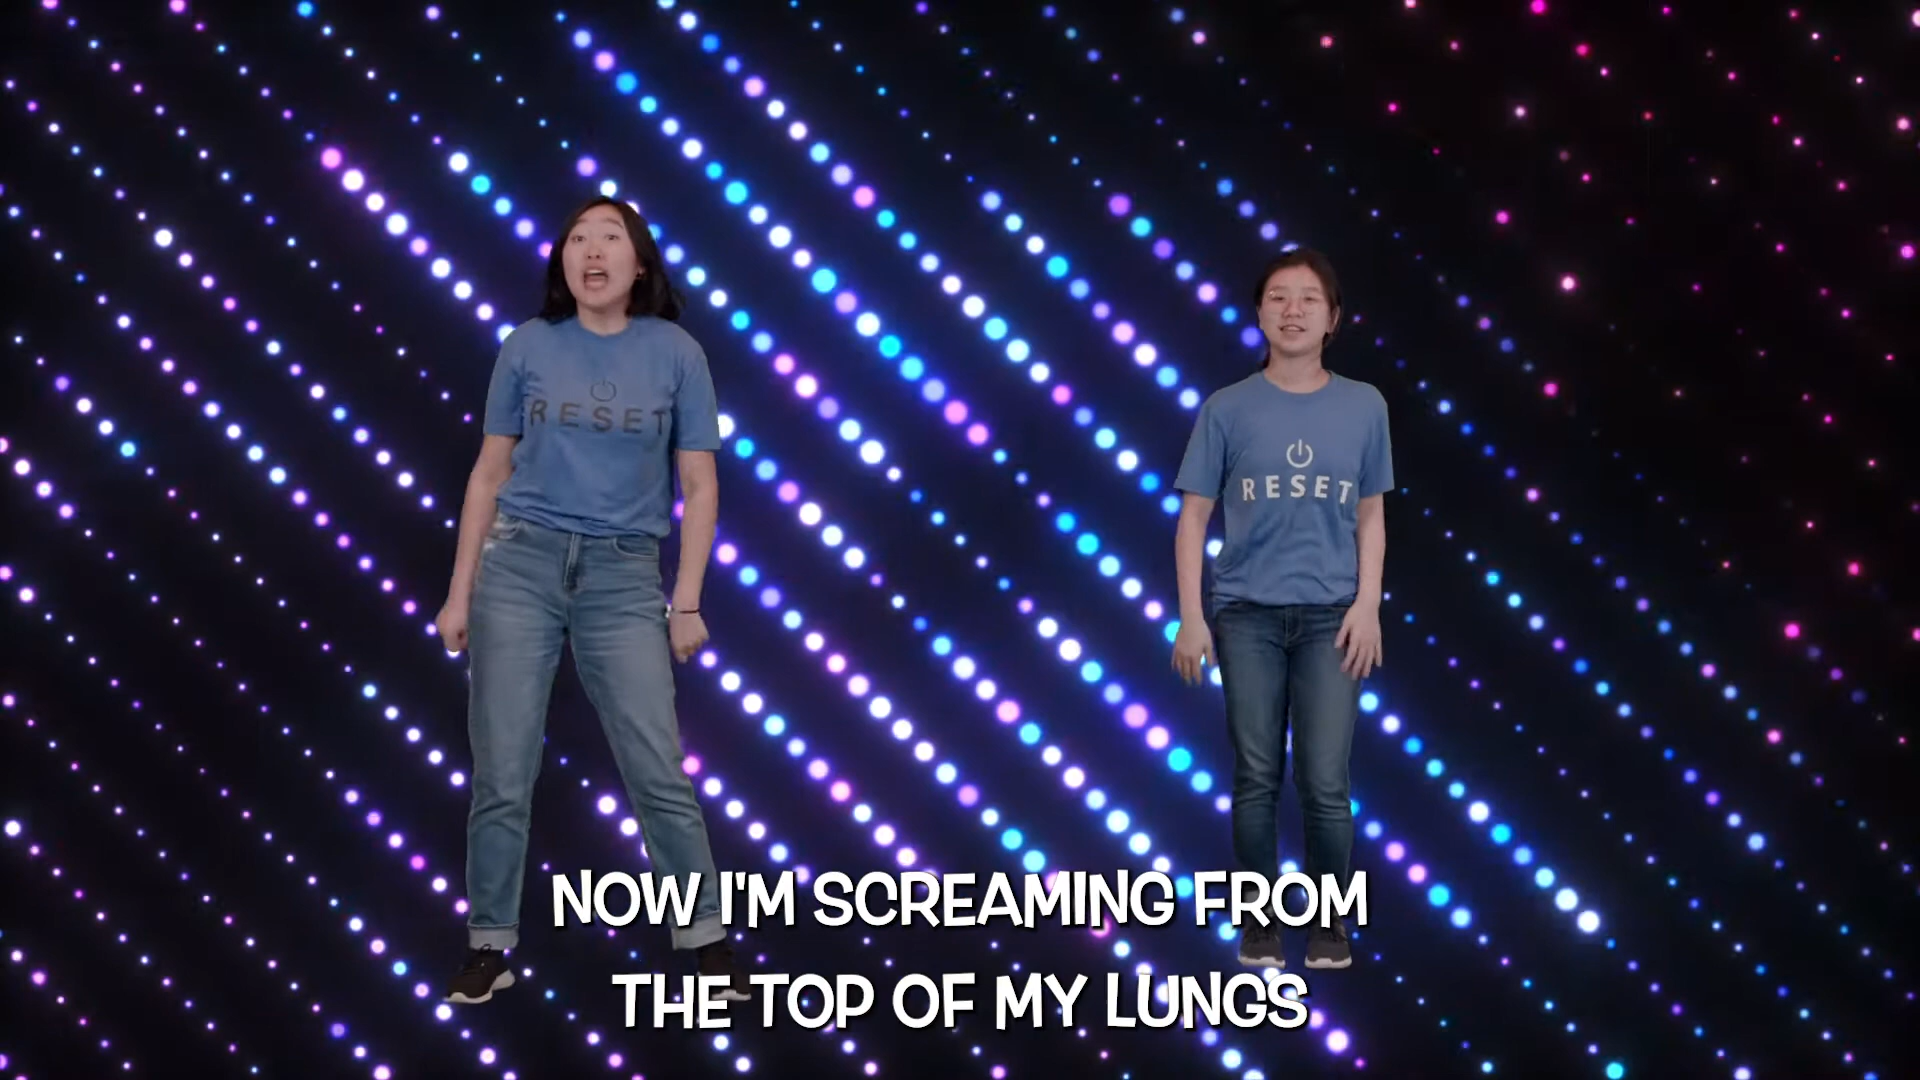 RESET
RESET
NOW I'M SCREAMING FROM
THE TOP OF MY LUNGS